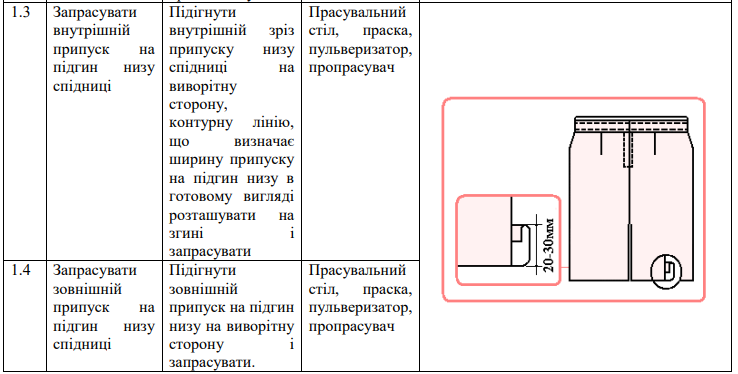 1.3
Запрасувати
внутрішній
припуск на
підгин низу
спідниці
Підігнути
внутрішній зріз
припуску низу
спідниці на
виворітну
сторону,
контурну лінію,
що визначає
ширину припуску
на підгин низу в
готовому вигляді
розташувати на
згині і
запрасувати
Прасувальний
стіл, праска,
пульверизатор,
пропрасувач
20-30мм
1.4
Запрасувати
зовнішній
припуск на
підгин низу
спідниці
Підігнути
зовнішній
припуск на підгин
низу на виворітну
сторону і
запрасувати.
Прасувальний
стіл, праска,
пульверизатор,
пропрасувач